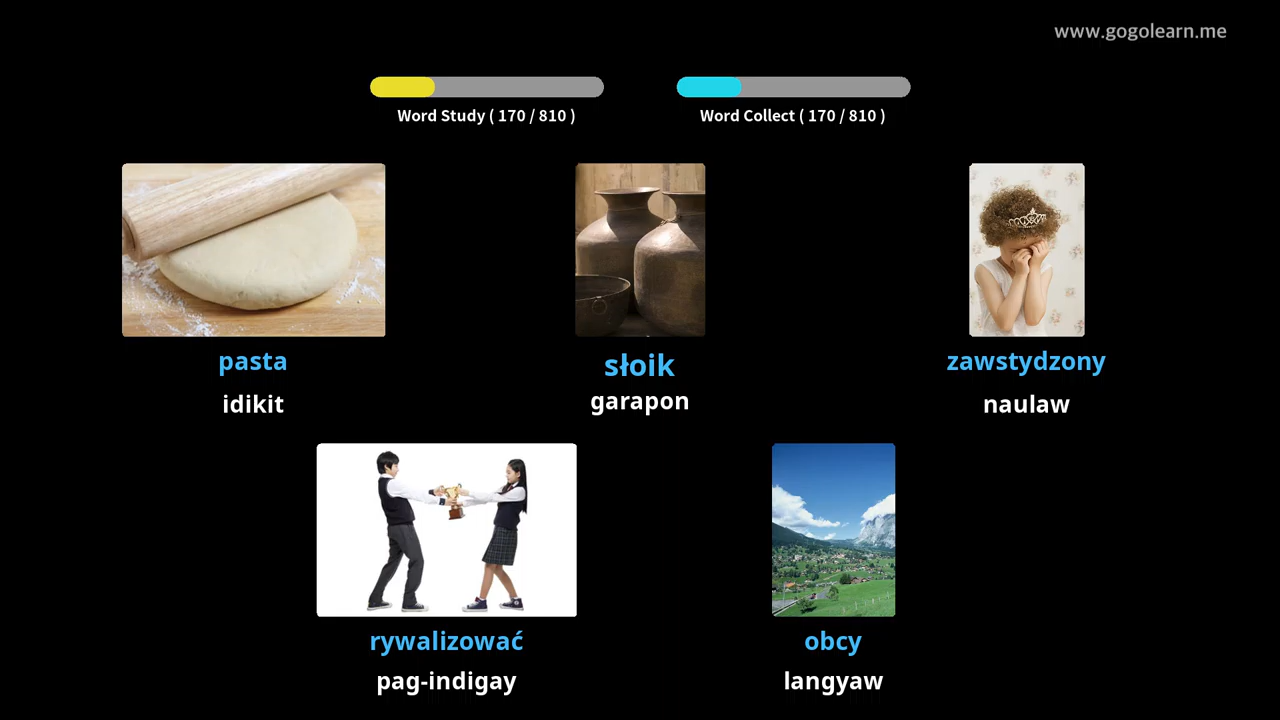 www.gogolearn.me
Word Study ( 170 / 810 )
Word Collect ( 170 / 810 )
pasta
słoik
zawstydzony
idikit
garapon
naulaw
rywalizować
obcy
pag-indigay
langyaw